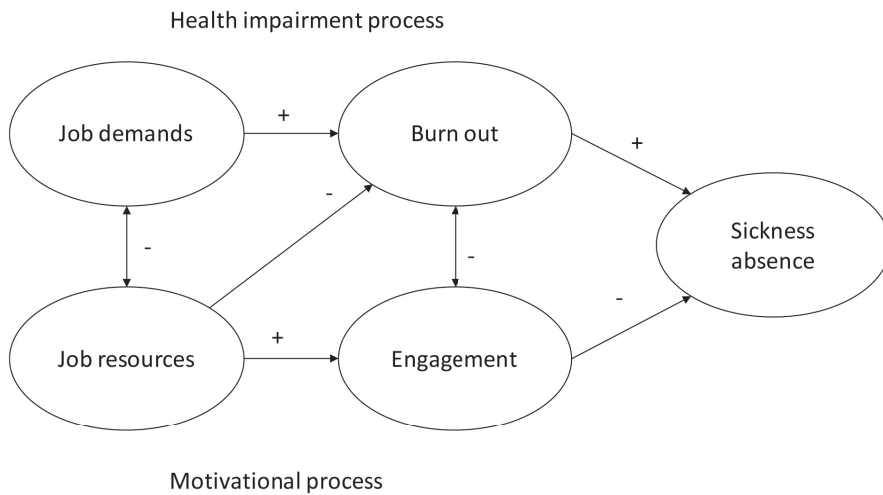 Health impairment process
Job demands
+
Burn out
+
-
Sickness
absence
-
-
-
Job resources
+
Engagement
Motivational process